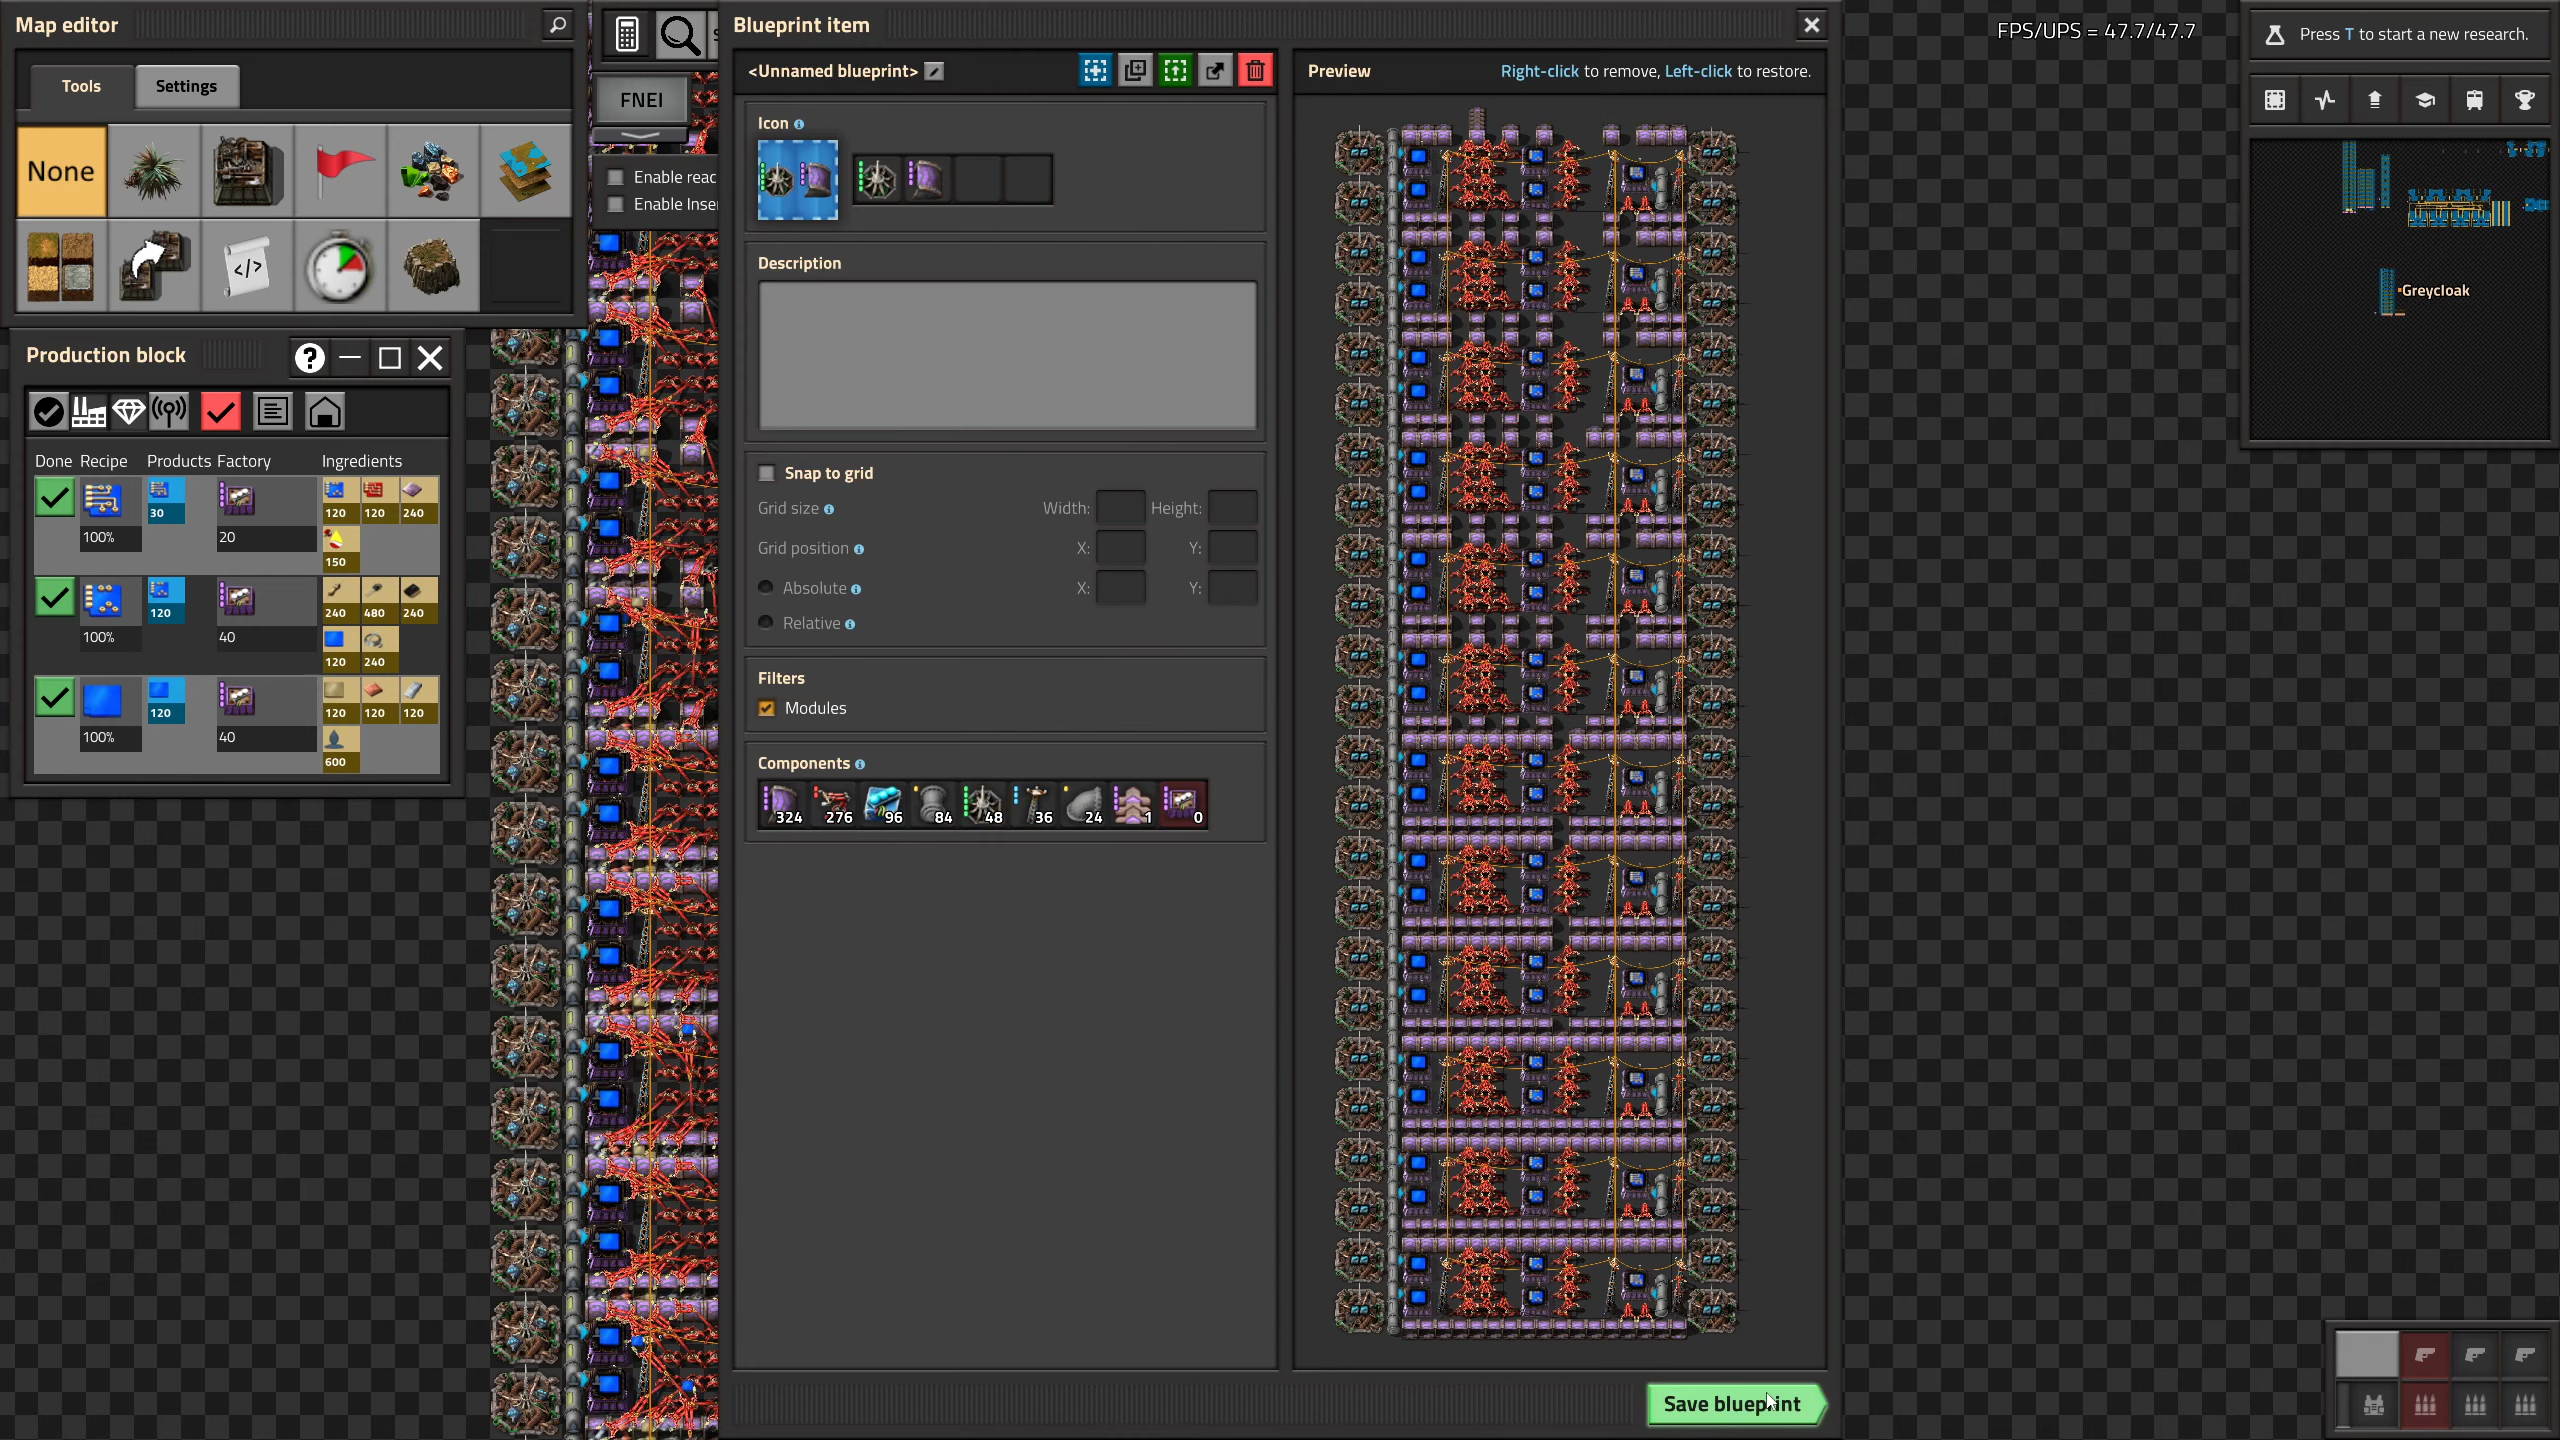 Map editor
Tools
Settings
None
FNEI
Enable reac
Enable Inse
Production block
Done Recipe Products Factory Ingredients
30
120 120 240
100%
20
150
120
240 480 240
100%
40
120 240
120
120 120 120
100%
40
600
Blueprint item
<Unnamed blueprint>
Icon
Description
Snap to grid
Grid size
Width:
Height:
Grid position
X:
Y:
Absolute
X:
Y:
Relative
Filters
Modules
Components
324 276 96 84 48 36 24 1 0
Preview
Right-click to remove, Left-click to restore.
Save blueprint
FPS/UPS = 47.7/47.7
Press T to start a new research.
Greycloak